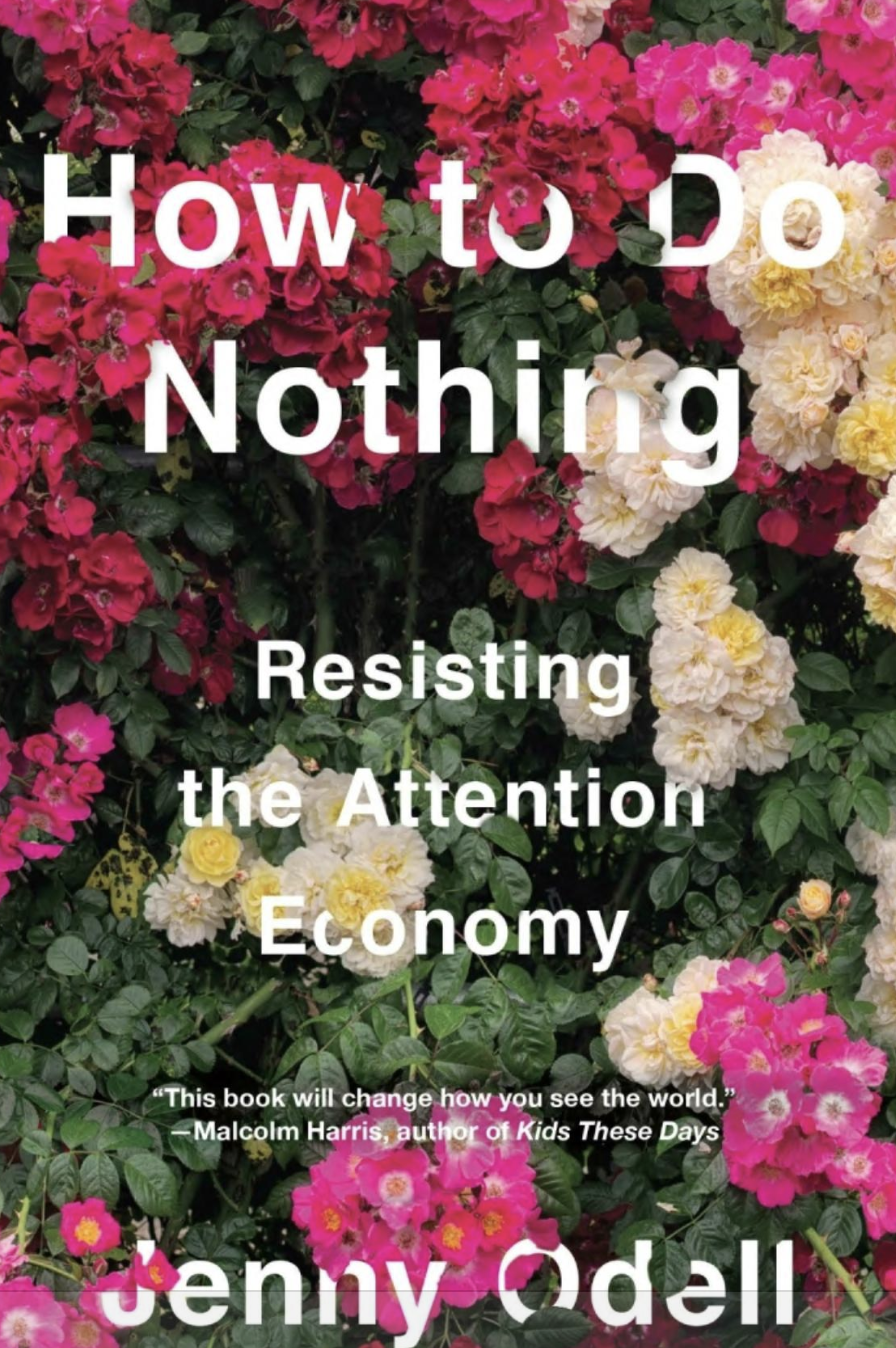 How to Do
Nothing
Resisting
the Attention
Economy
“This book will change how you see the world.”
—Malcolm Harris, author of Kids These Days
Jenny Odell